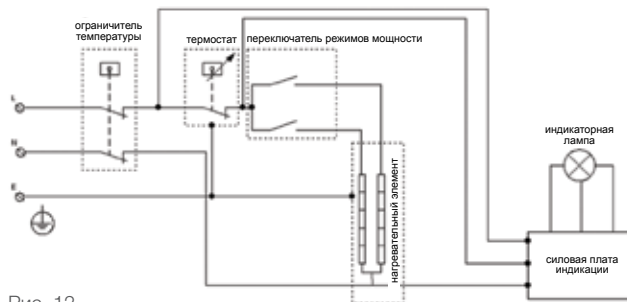 ограничитель
температуры
термостат
переключатель режимов мощности
L
N
E
индикаторная
лампа
нагревательный элемент
силовая плата
индикации
Рис. 12